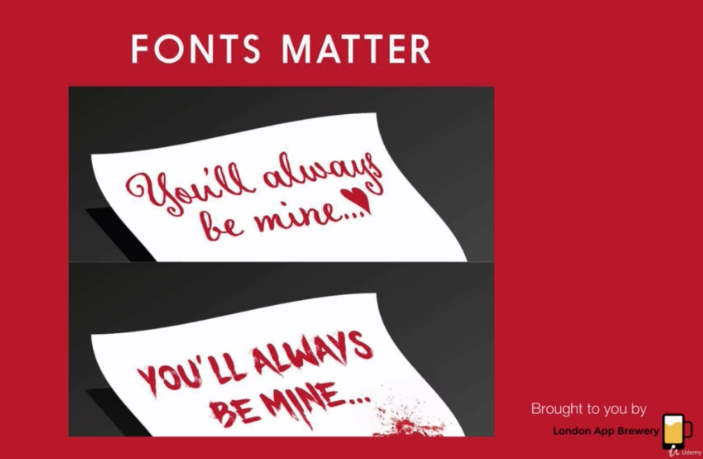 FONTS MATTER
You'll always
be mine...
YOU'LL ALWAYS
BE MINE...
Brought to you by
London App Brewery
Udemy